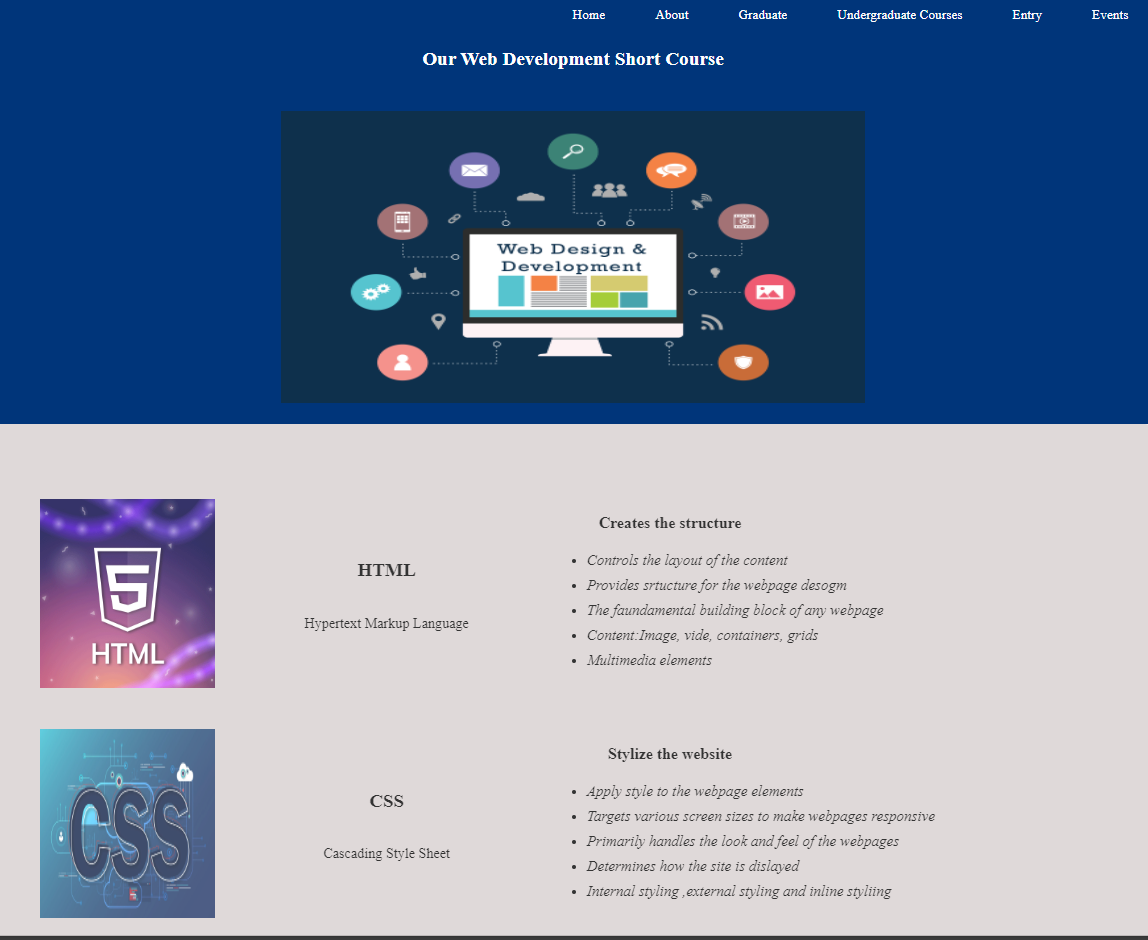 Home About Graduate Undergraduate Courses Entry Events
Our Web Development Short Course
Web Design &
Development
5
HTML
HTML
Hypertext Markup Language
Creates the structure
• Controls the layout of the content
• Provides srtucture for the webpage desogm
• The faundamental building block of any webpage
• Content:Image, vide, containers, grids
• Multimedia elements
CSS
CSS
Cascading Style Sheet
Stylize the website
• Apply style to the webpage elements
• Targets various screen sizes to make webpages responsive
• Primarily handles the look and feel of the webpages
• Determines how the site is dislayed
• Internal styling ,external styling and inline styliing